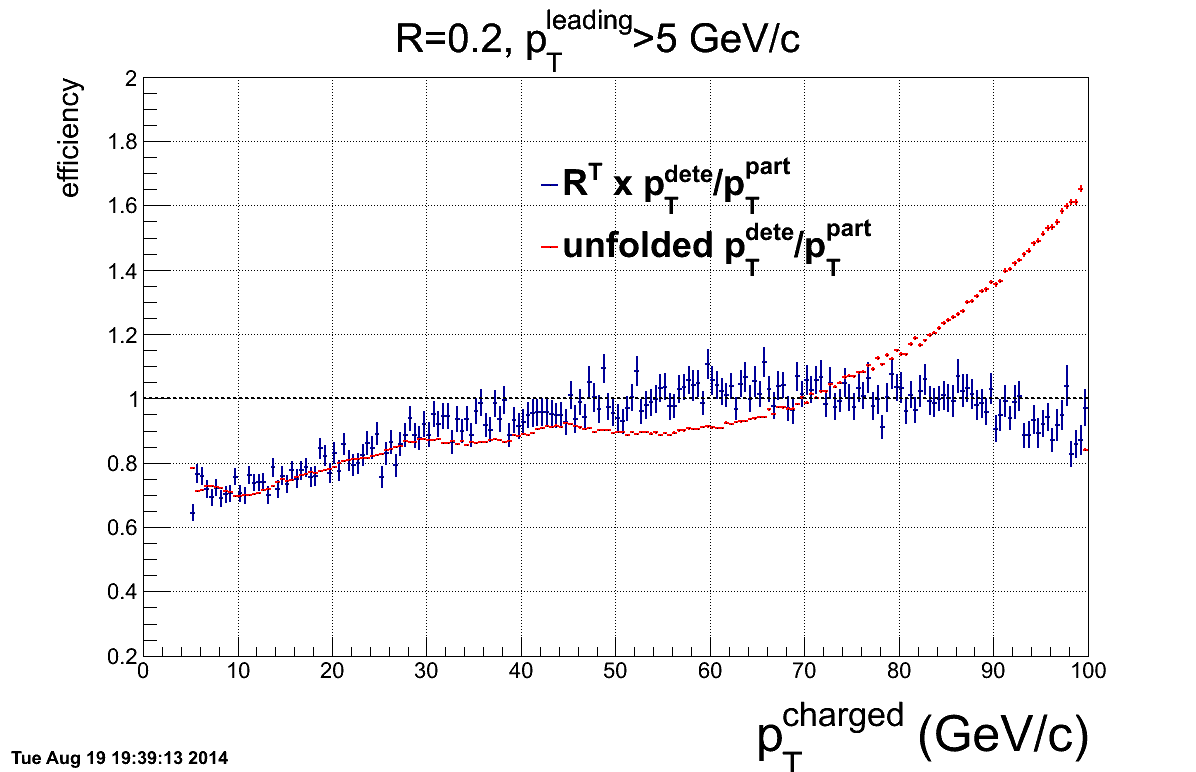 R=0.2, p_T^leading>5 GeV/c
efficiency
2
1.8
1.6
1.4
1.2
1
0.8
0.6
0.4
0.2
R^T x p_T^dete/p_T^part
unfolded p_T^dete/p_T^part
0 10 20 30 40 50 60 70 80 90 100
p_T^charged (GeV/c)
Tue Aug 19 19:39:13 2014